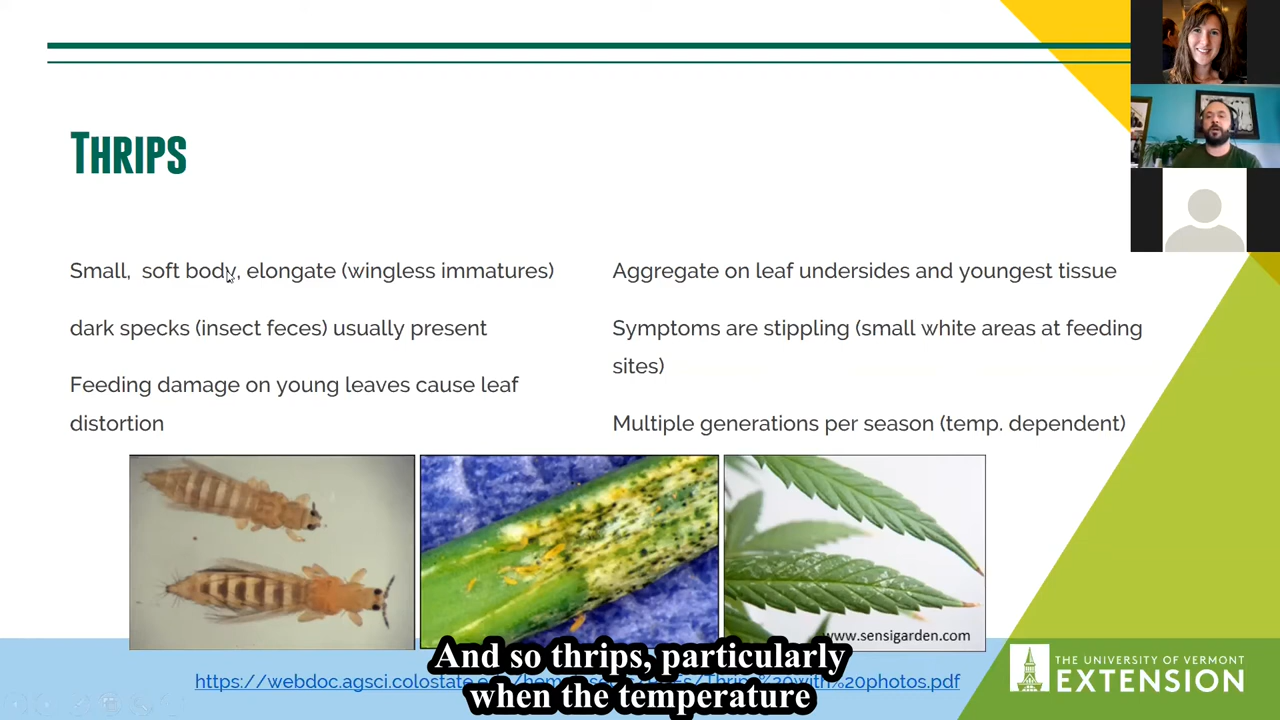 THRIPS
Small,  soft body, elongate (wingless immatures)
dark specks (insect feces) usually present
Feeding damage on young leaves cause leaf
distortion
Aggregate on leaf undersides and youngest tissue
Symptoms are stippling (small white areas at feeding
sites)
Multiple generations per season (temp. dependent)
www.sensigarden.com
And so thrips, particularly
when the temperature
THE UNIVERSITY OF VERMONT
EXTENSION